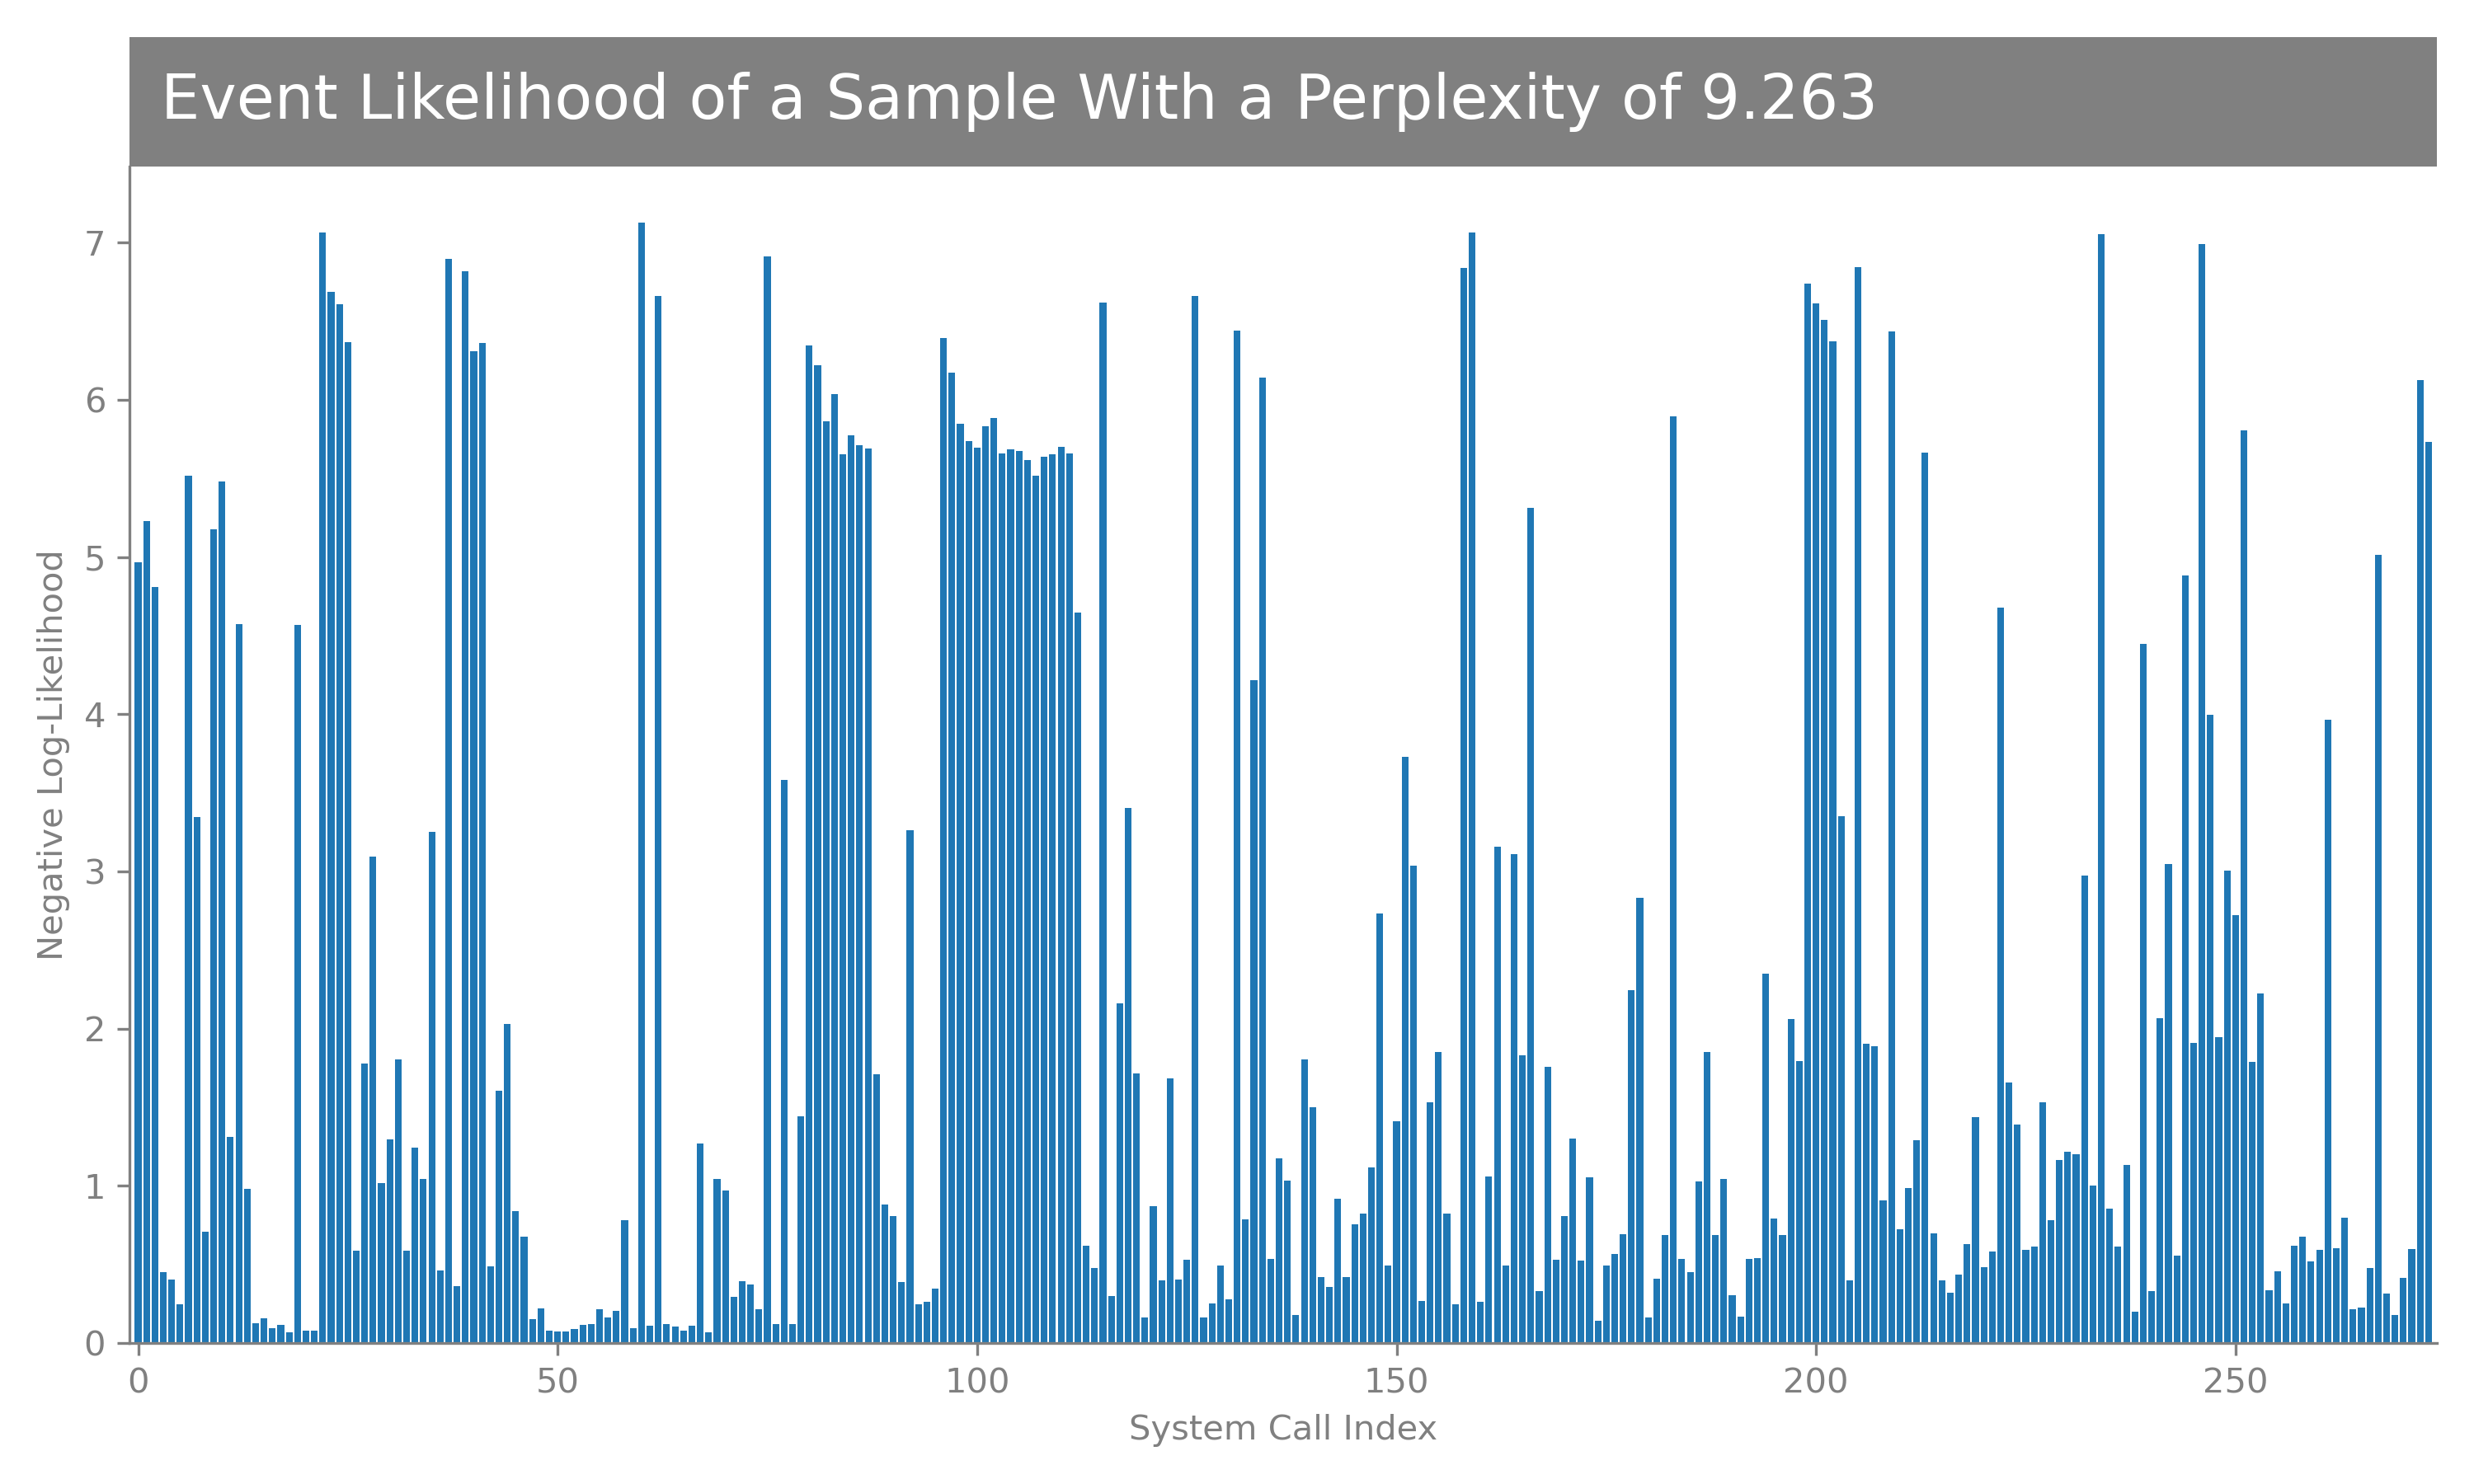 Event Likelihood of a Sample With a Perplexity of 9.263
7
6
5
4
3
2
1
0
Negative Log-Likelihood
0 50 100 150 200 250
System Call Index